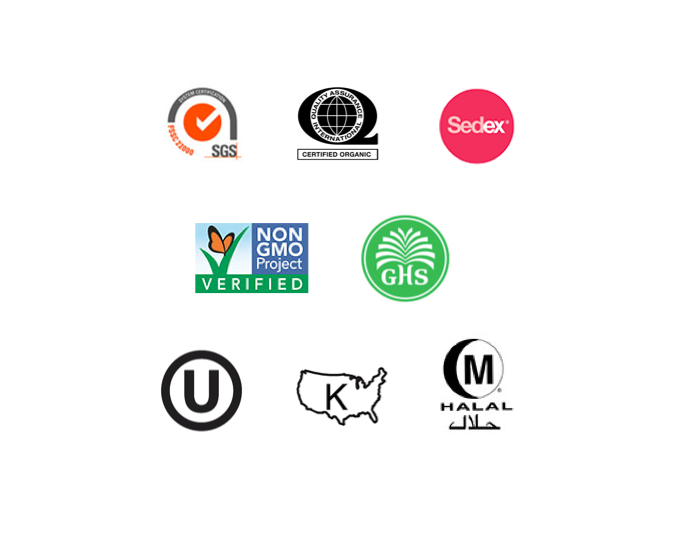 SYSTEM CERTIFICATION
FSSC 22000
SGS
QUALITY ASSURANCE
INTERNATIONAL
CERTIFIED ORGANIC
Sedex®
NON
GMO
Project
VERIFIED
GHS
U
K
M
®
HALAL
حلال